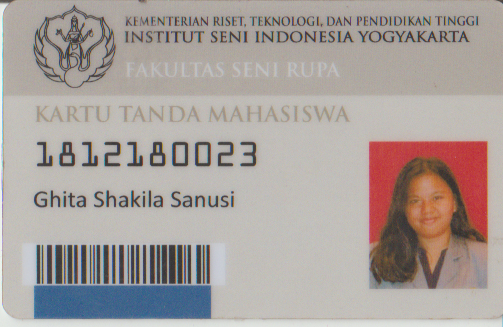 KEMENTERIAN RISET, TEKNOLOGI, DAN PENDIDIKAN TINGGI
INSTITUT SENI INDONESIA YOGYAKARTA
FAKULTAS SENI RUPA
KARTU TANDA MAHASISWA
1812180023
Ghita Shakila Sanusi